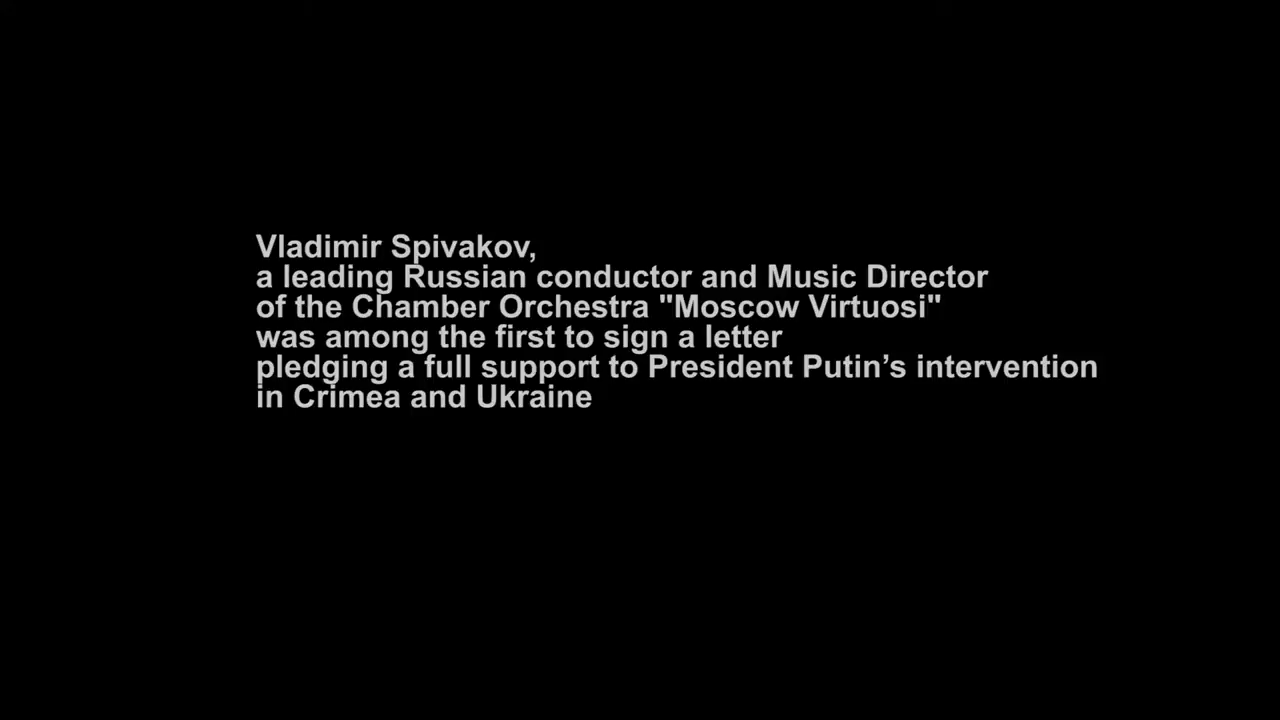 Vladimir Spivakov,
a leading Russian conductor and Music Director
of the Chamber Orchestra "Moscow Virtuosi"
was among the first to sign a letter
pledging a full support to President Putin’s intervention
in Crimea and Ukraine